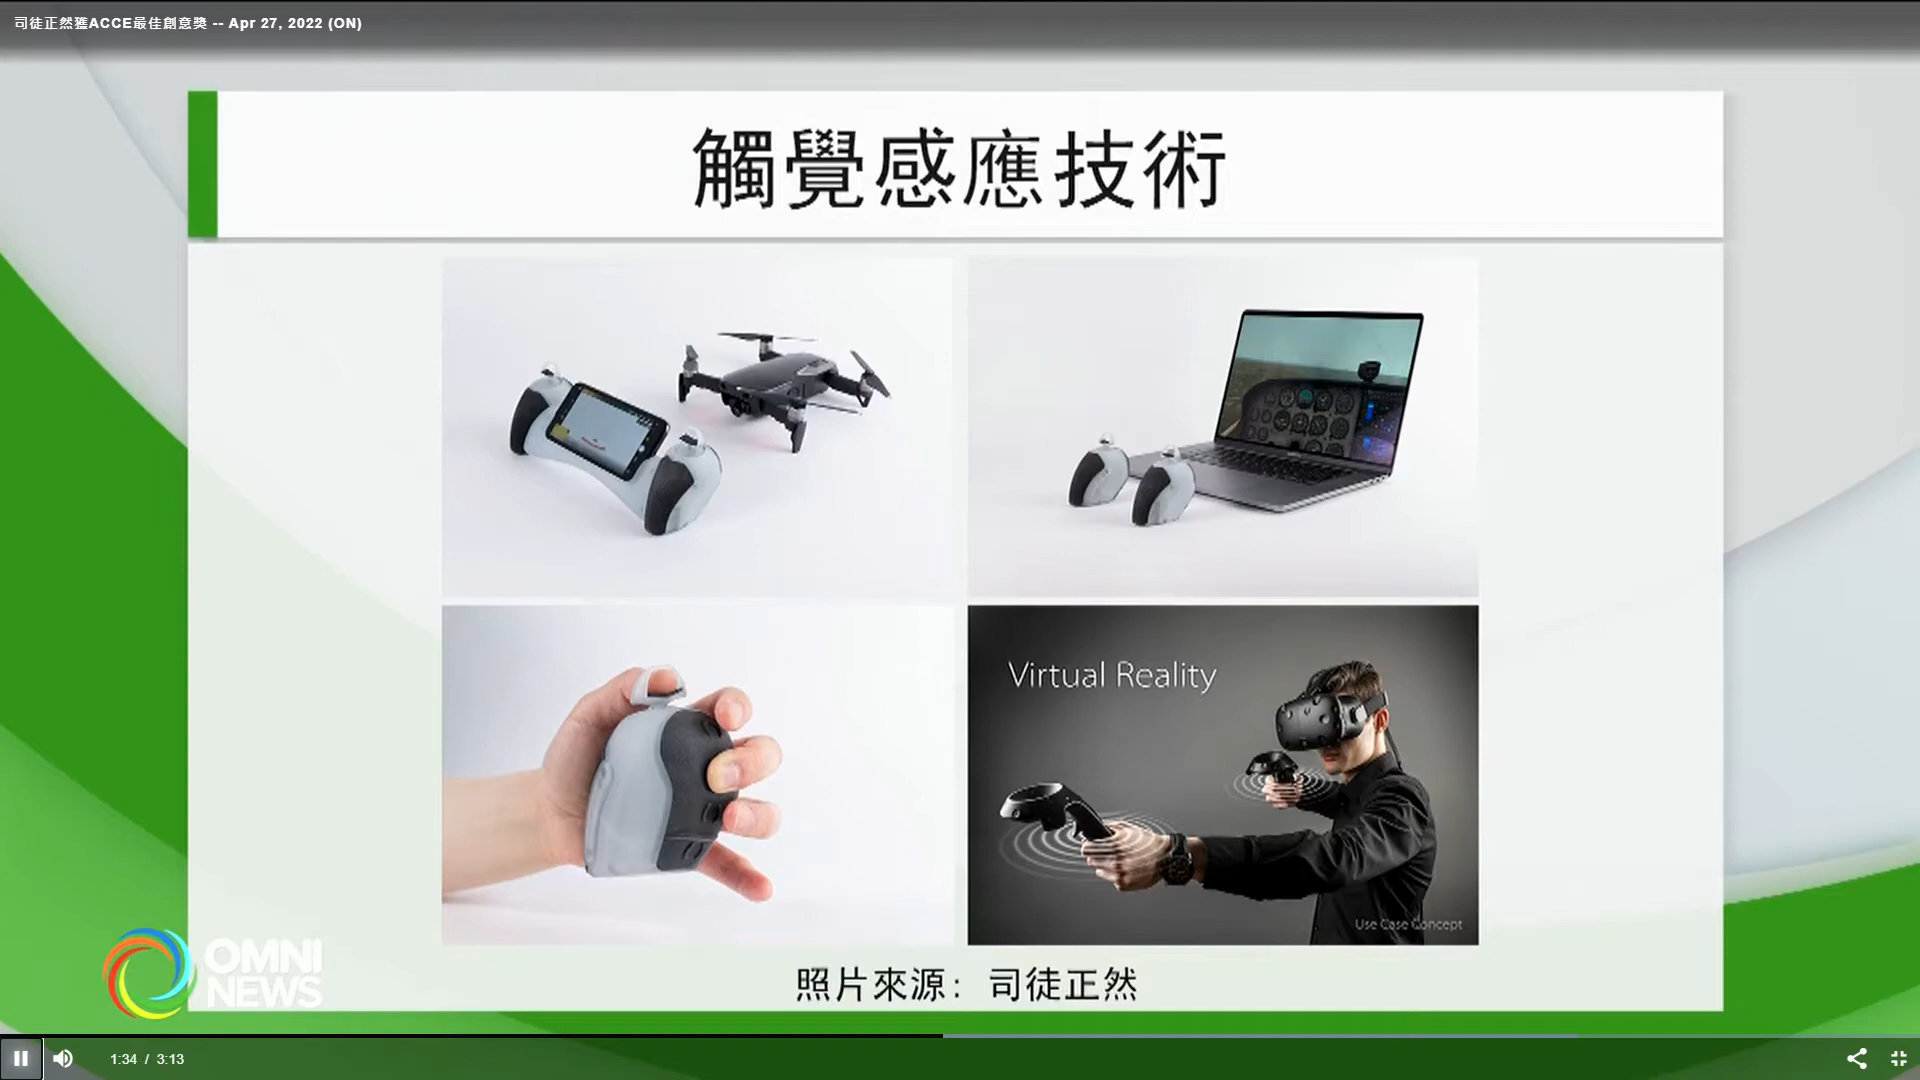 司徒正然獲ACCE最佳創意獎 -- Apr 27, 2022 (ON)
觸覺感應技術
Virtual Reality
Use Case Concept
照片來源：司徒正然
OMNI
NEWS
1:34 / 3:13